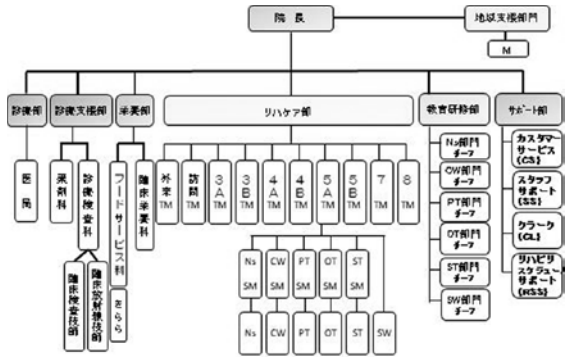 院 長
地域支援部門
M
診療部
診療支援部
栄養部
リハケア部
教育研修部
サポート部
医局
薬剤科
診療検査科
フードサービス科
臨床栄養科
外来TM
訪問TM
3A TM
3B TM
4A TM
4B TM
5A TM
5B TM
7 TM
8 TM
Ns部門
チーフ
CW部門
チーフ
PT部門
チーフ
OT部門
チーフ
ST部門
チーフ
SW部門
チーフ
カスタマー
サービス
(CS)
スタッフ
サポート
(SS)
クラーク
(CL)
リハビリ
スケジュール
サポート
(RSS)
臨床検査技師
臨床放射線技師
きらら
Ns SM
CW SM
PT SM
OT SM
ST SM
Ns
CW
PT
OT
ST
SW